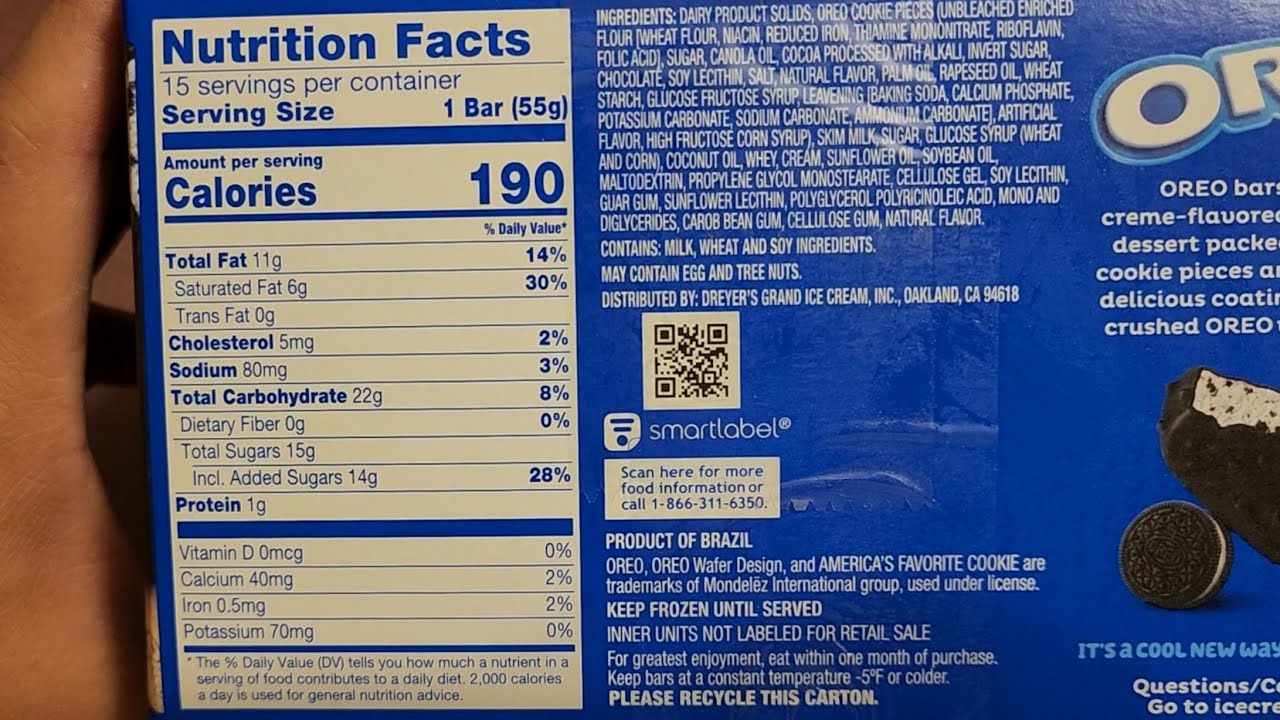 Nutrition Facts
15 servings per container
Serving Size 1 Bar (55g)
Amount per serving
Calories 190
% Daily Value*
Total Fat 11g 14%
Saturated Fat 6g 30%
Trans Fat 0g
Cholesterol 5mg 2%
Sodium 80mg 3%
Total Carbohydrate 22g 8%
Dietary Fiber 0g 0%
Total Sugars 15g
Incl. Added Sugars 14g 28%
Protein 1g
Vitamin D 0mcg 0%
Calcium 40mg 2%
Iron 0.5mg 2%
Potassium 70mg 0%
* The % Daily Value (DV) tells you how much a nutrient in a
serving of food contributes to a daily diet. 2,000 calories
a day is used for general nutrition advice.
INGREDIENTS: DAIRY PRODUCT SOLIDS, OREO COOKIE PIECES (UNBLEACHED ENRICHED
FLOUR [WHEAT FLOUR, NIACIN, REDUCED IRON, THIAMINE MONONITRATE, RIBOFLAVIN,
FOLIC ACID], SUGAR, CANOLA OIL, COCOA PROCESSED WITH ALKALI, INVERT SUGAR,
CHOCOLATE, SOY LECITHIN, SALT, NATURAL FLAVOR, PALM OIL, RAPESEED OIL, WHEAT
STARCH, GLUCOSE FRUCTOSE SYRUP, LEAVENING [BAKING SODA, CALCIUM PHOSPHATE,
POTASSIUM CARBONATE, SODIUM CARBONATE, AMMONIUM CARBONATE], ARTIFICIAL
FLAVOR, HIGH FRUCTOSE CORN SYRUP), SKIM MILK, SUGAR, GLUCOSE SYRUP (WHEAT
AND CORN), COCONUT OIL, WHEY, CREAM, SUNFLOWER OIL, SOYBEAN OIL,
MALTODEXTRIN, PROPYLENE GLYCOL MONOSTEARATE, CELLULOSE GEL, SOY LECITHIN,
GUAR GUM, SUNFLOWER LECITHIN, POLYGLYCEROL POLYRICINOLEIC ACID, MONO AND
DIGLYCERIDES, CAROB BEAN GUM, CELLULOSE GUM, NATURAL FLAVOR.
CONTAINS: MILK, WHEAT AND SOY INGREDIENTS.
MAY CONTAIN EGG AND TREE NUTS.
DISTRIBUTED BY: DREYER'S GRAND ICE CREAM, INC., OAKLAND, CA 94618
smartlabel®
Scan here for more
food information or
call 1-866-311-6350.
PRODUCT OF BRAZIL
OREO, OREO Wafer Design, and AMERICA'S FAVORITE COOKIE are
trademarks of Mondelēz International group, used under license.
KEEP FROZEN UNTIL SERVED
INNER UNITS NOT LABELED FOR RETAIL SALE
For greatest enjoyment, eat within one month of purchase.
Keep bars at a constant temperature -5°F or colder.
PLEASE RECYCLE THIS CARTON.
OR
OREO bars
creme-flavored
dessert packe
cookie pieces a
delicious coatin
crushed OREO
IT'S a COOL NEW WaY
Questions/Co
Go to icecre